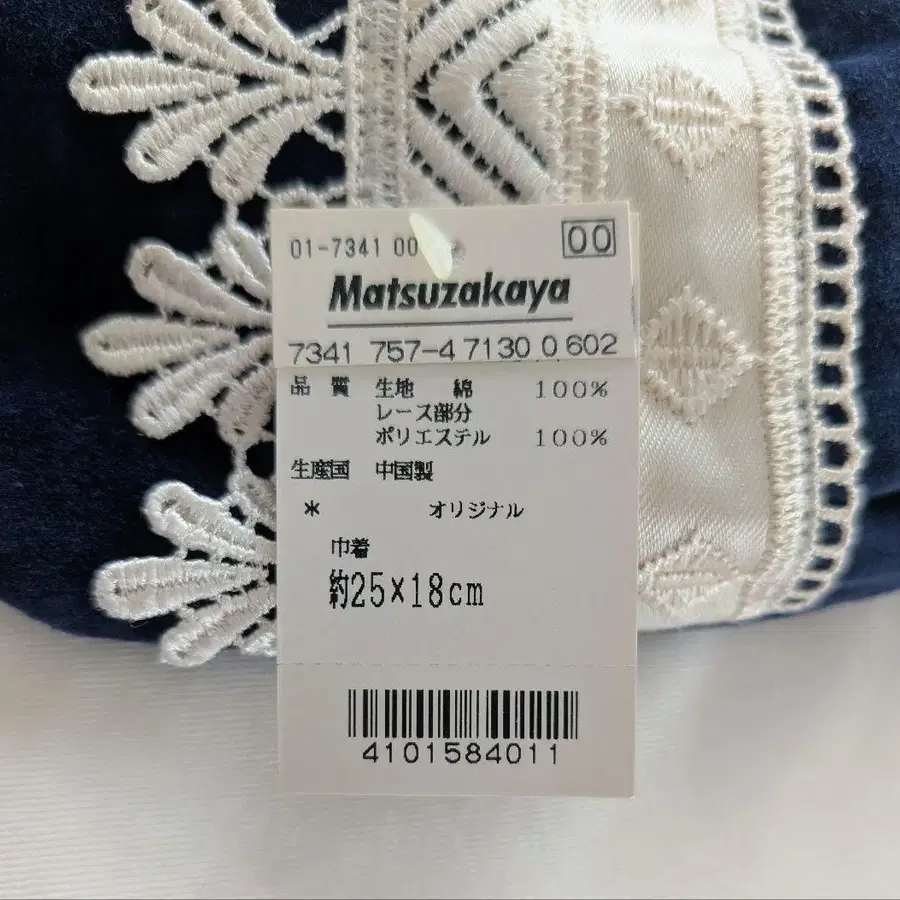 01-7341 00
00
Matsuzakaya
7341 757-4 7130 0 602
品質 生地 綿 100%
レース部分
ポリエステル 100%
生産国 中国製
* オリジナル
巾着
約25×18cm
4101584011